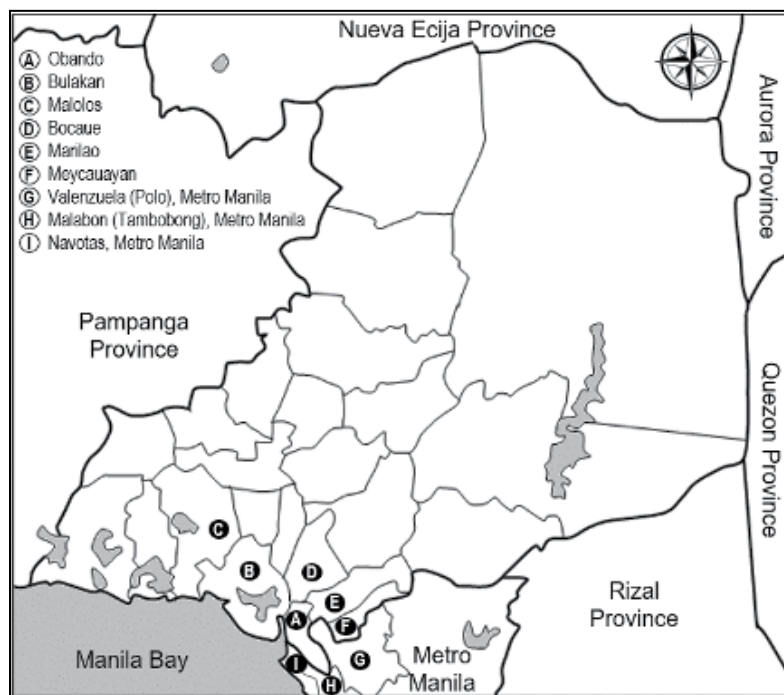 Nueva Ecija Province
Ⓐ Obando
Ⓑ Bulakan
Ⓒ Malolos
Ⓓ Bocaue
Ⓔ Marilao
Ⓕ Meycauayan
Ⓖ Valenzuela (Polo), Metro Manila
Ⓗ Malabon (Tambobong), Metro Manila
Ⓘ Navotas, Metro Manila
Aurora Province
Pampanga
Province
Quezon Province
C
B
D
E
A
F
G
I
H
Rizal
Province
Manila Bay
Metro
Manila